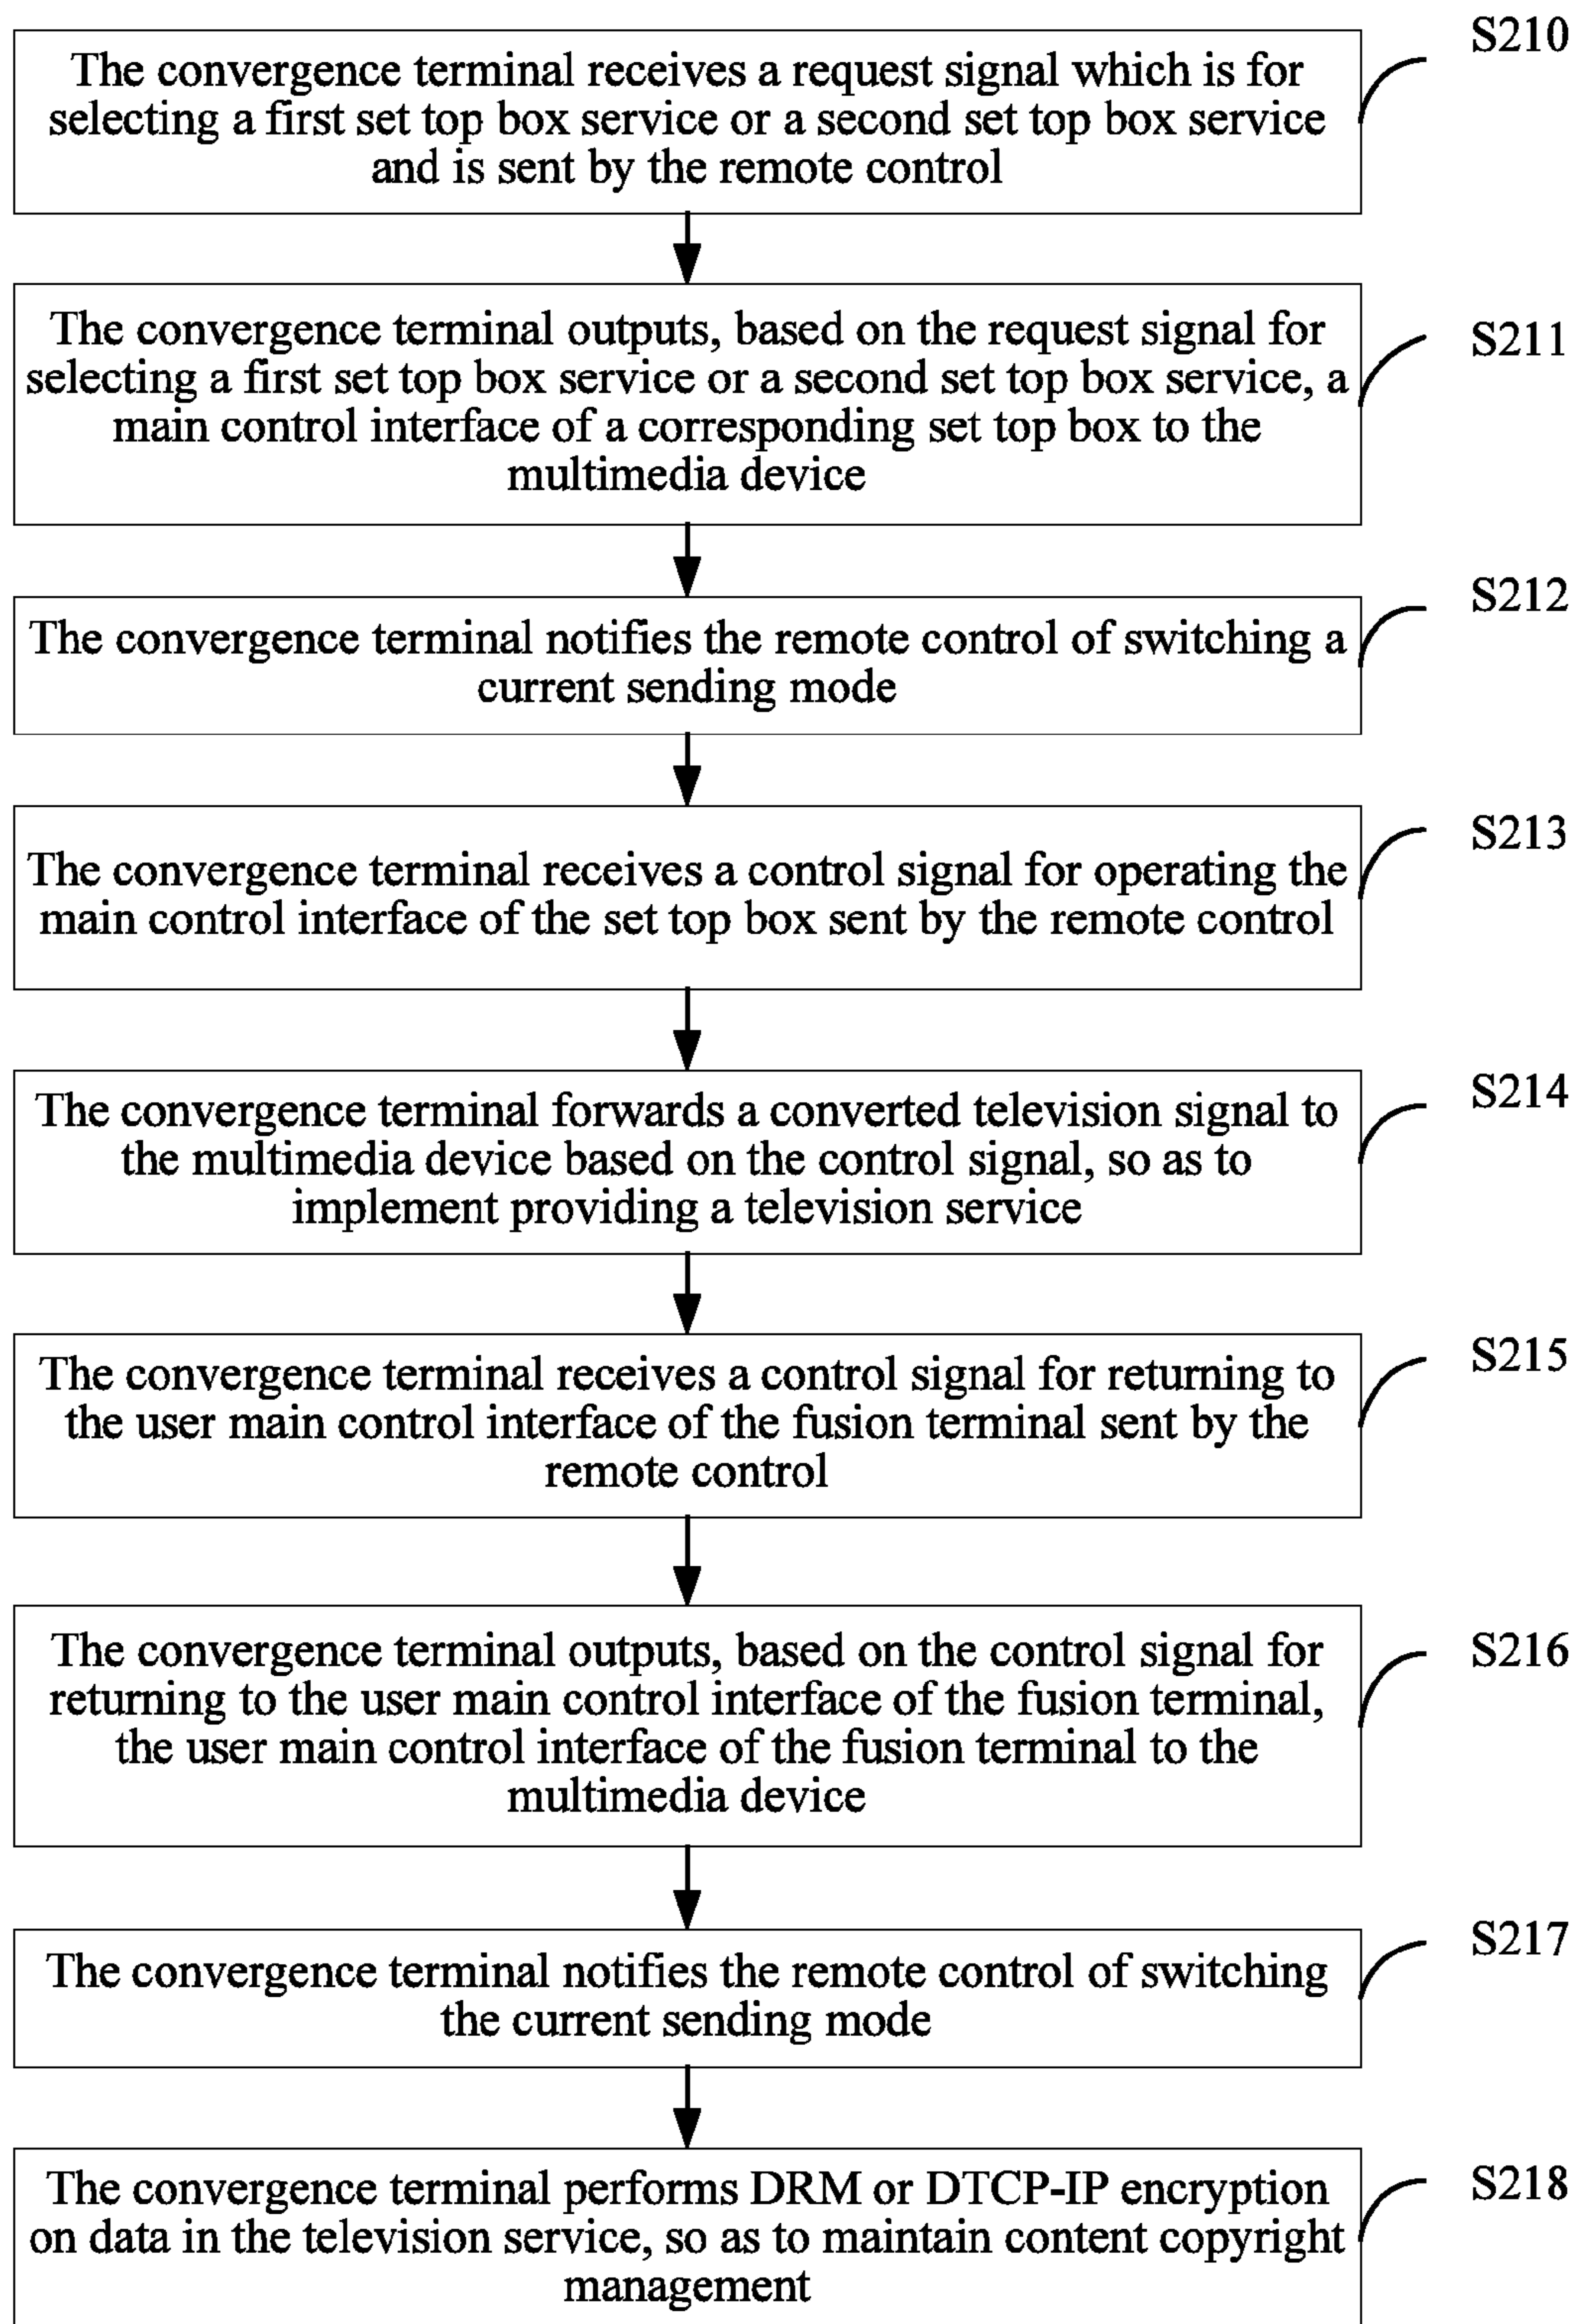 S210
The convergence terminal receives a request signal which is for
selecting a first set top box service or a second set top box service
and is sent by the remote control
S211
The convergence terminal outputs, based on the request signal for
selecting a first set top box service or a second set top box service, a
main control interface of a corresponding set top box to the
multimedia device
S212
The convergence terminal notifies the remote control of switching a
current sending mode
S213
The convergence terminal receives a control signal for operating the
main control interface of the set top box sent by the remote control
S214
The convergence terminal forwards a converted television signal to
the multimedia device based on the control signal, so as to
implement providing a television service
S215
The convergence terminal receives a control signal for returning to
the user main control interface of the fusion terminal sent by the
remote control
S216
The convergence terminal outputs, based on the control signal for
returning to the user main control interface of the fusion terminal,
the user main control interface of the fusion terminal to the
multimedia device
S217
The convergence terminal notifies the remote control of switching
the current sending mode
S218
The convergence terminal performs DRM or DTCP-IP encryption
on data in the television service, so as to maintain content copyright
management